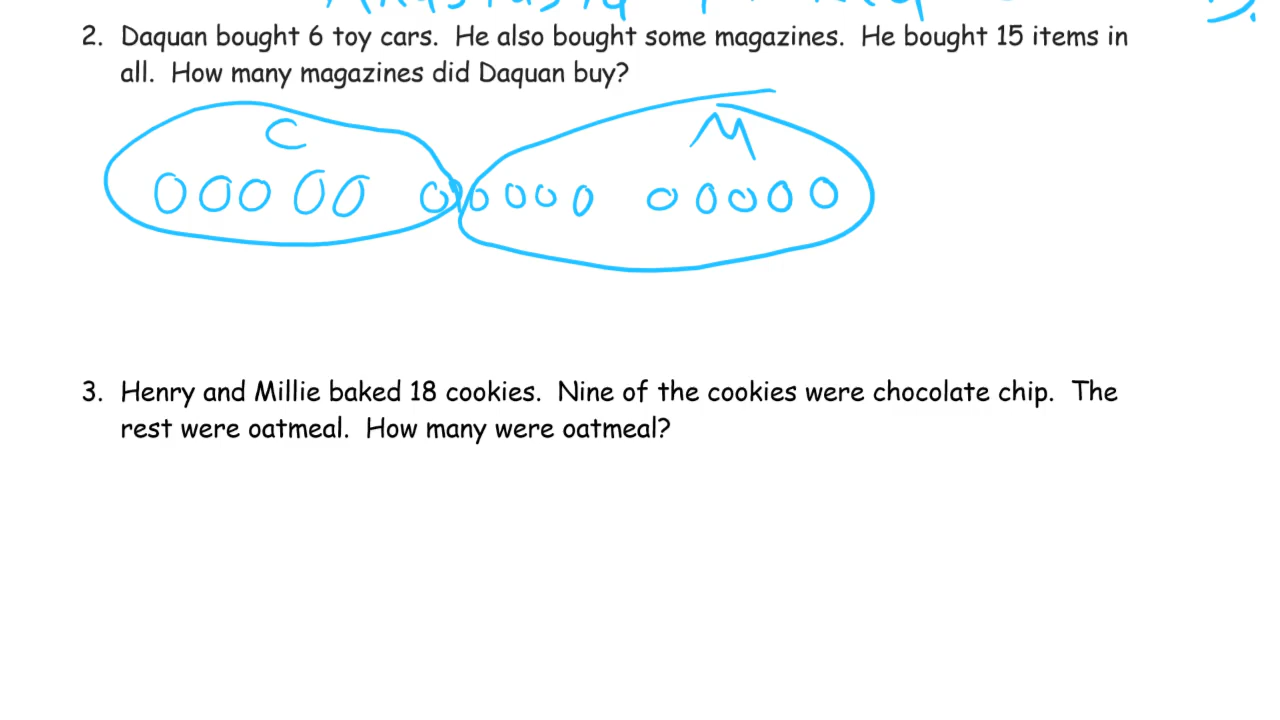 2. Daquan bought 6 toy cars. He also bought some magazines. He bought 15 items in
all. How many magazines did Daquan buy?
C M
3. Henry and Millie baked 18 cookies. Nine of the cookies were chocolate chip. The
rest were oatmeal. How many were oatmeal?